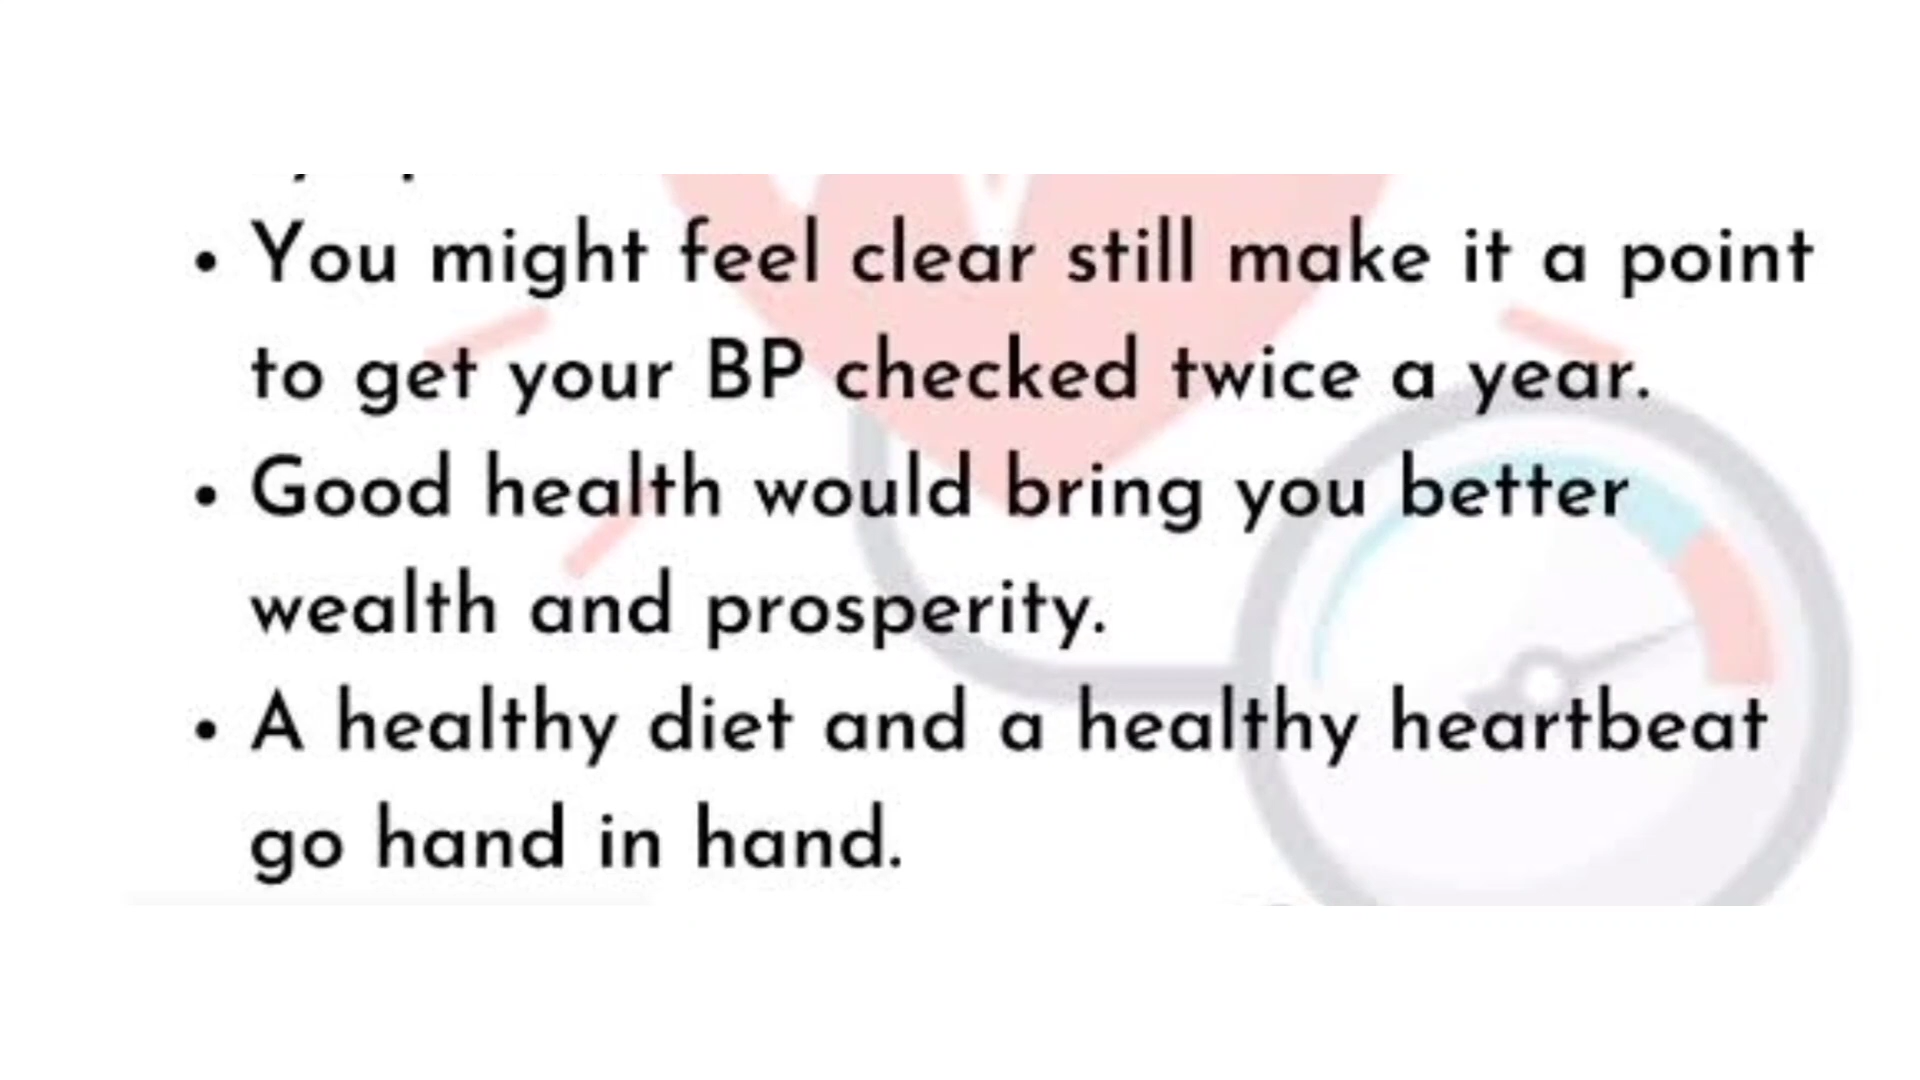 • You might feel clear still make it a point
to get your BP checked twice a year.
• Good health would bring you better
wealth and prosperity.
• A healthy diet and a healthy heartbeat
go hand in hand.